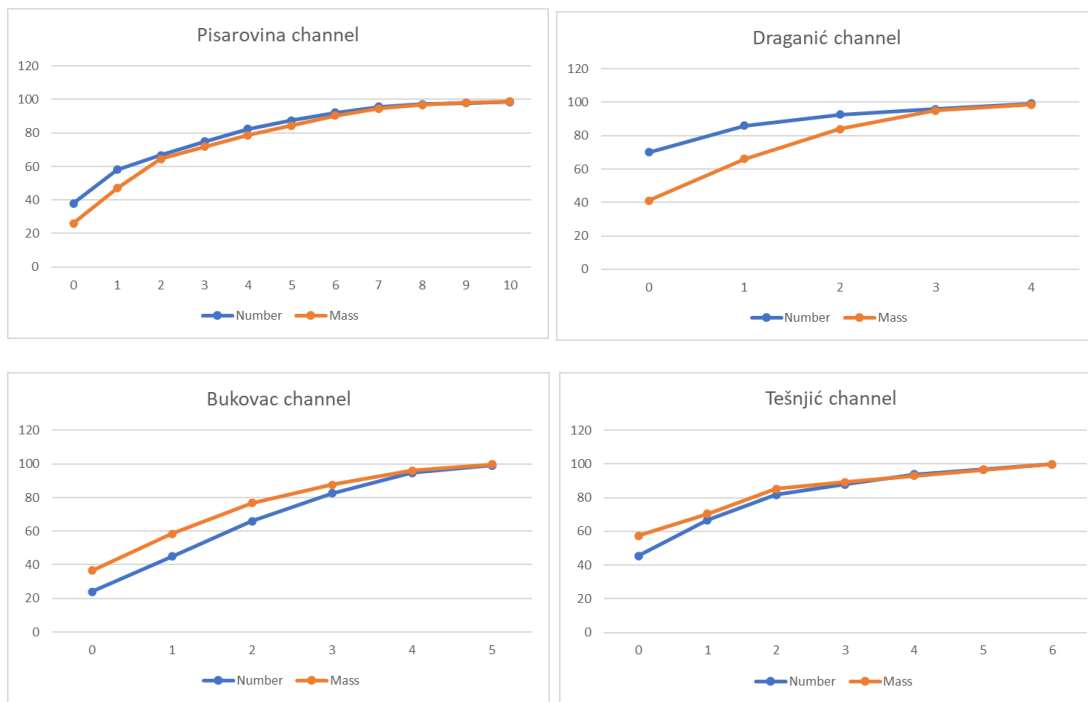 Pisarovina channel
120
100
80
60
40
20
0
0 1 2 3 4 5 6 7 8 9 10
Number Mass
Draganić channel
120
100
80
60
40
20
0
0 1 2 3 4
Number Mass
Bukovac channel
120
100
80
60
40
20
0
0 1 2 3 4 5
Number Mass
Tešnjić channel
120
100
80
60
40
20
0
0 1 2 3 4 5 6
Number Mass